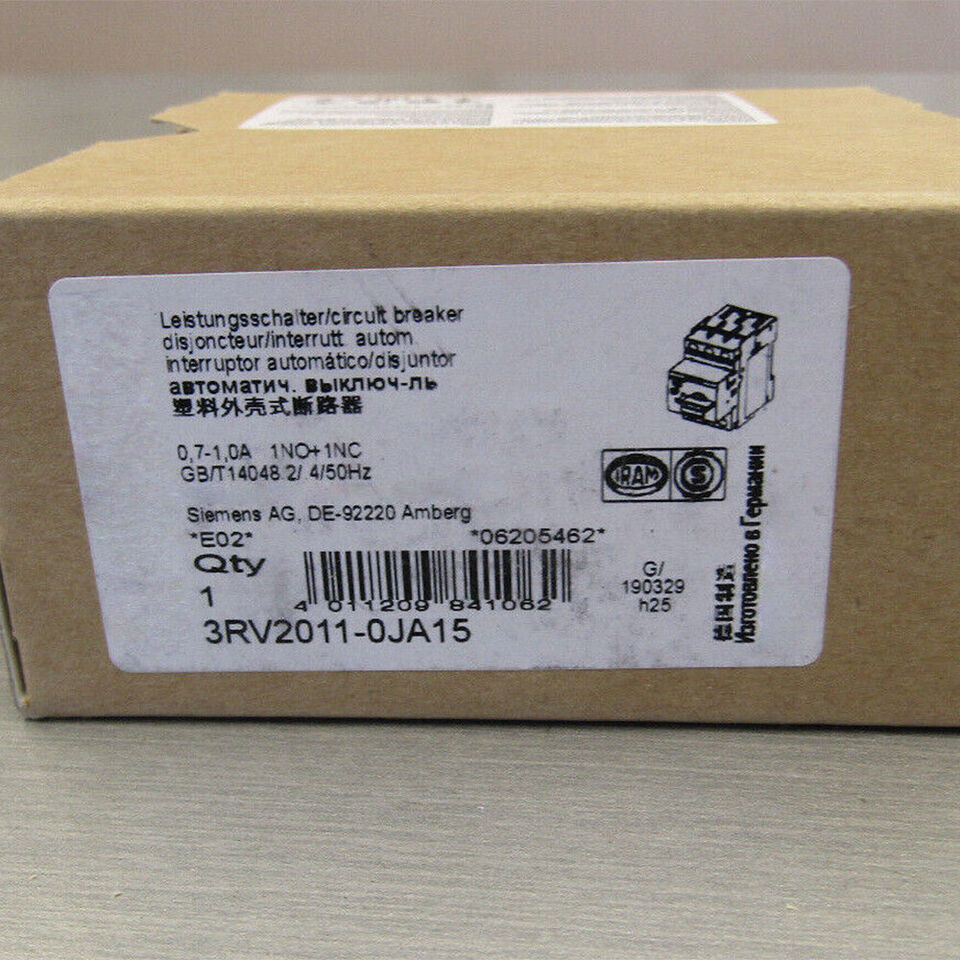 Leistungsschalter/circuit breaker
disjoncteur/interrutt autom.
interruptor automático/disjuntor
автоматич. выключ-ль
塑料外壳式断路器
0,7-1,0A 1NO+1NC
GB/T14048.2/.4/50Hz
IRAM S
Siemens AG, DE-92220 Amberg
*E02* *06205462*
Qty
1
4 011209 841062
G/
190329
h25
3RV2011-0JA15
德国制造
Изготовлено в Германии